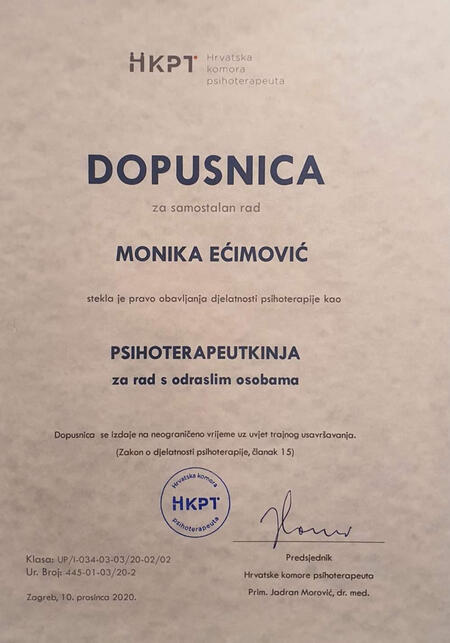 HKPT Hrvatska
komora
psihoterapeuta
DOPUSNICA
za samostalan rad
MONIKA EĆIMOVIĆ
stekla je pravo obavljanja djelatnosti psihoterapije kao
PSIHOTERAPEUTKINJA
za rad s odraslim osobama
Dopusnica se izdaje na neograničeno vrijeme uz uvjet trajnog usavršavanja.
(Zakon o djelatnosti psihoterapije, članak 15)
Hrvatska komora
HKPT
psihoterapeuta
Klasa: UP/I-034-03-03/20-02/02
Ur. Broj: 445-01-03/20-2
Zagreb, 10. prosinca 2020.
Predsjednik
Hrvatske komore psihoterapeuta
Prim. Jadran Morović, dr. med.